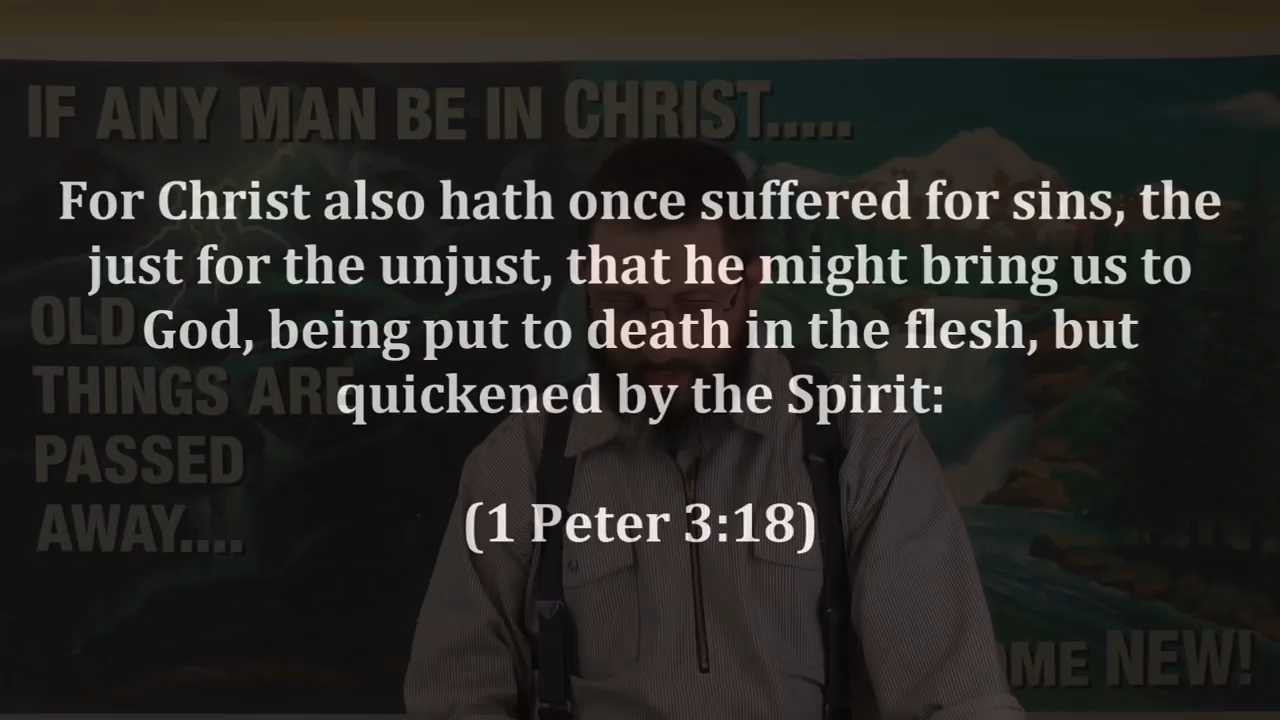 IF ANY MAN BE IN CHRIST.....
For Christ also hath once suffered for sins, the
just for the unjust, that he might bring us to
God, being put to death in the flesh, but
quickened by the Spirit:
(1 Peter 3:18)
OLD
THINGS ARE
PASSED
AWAY....
NEW!